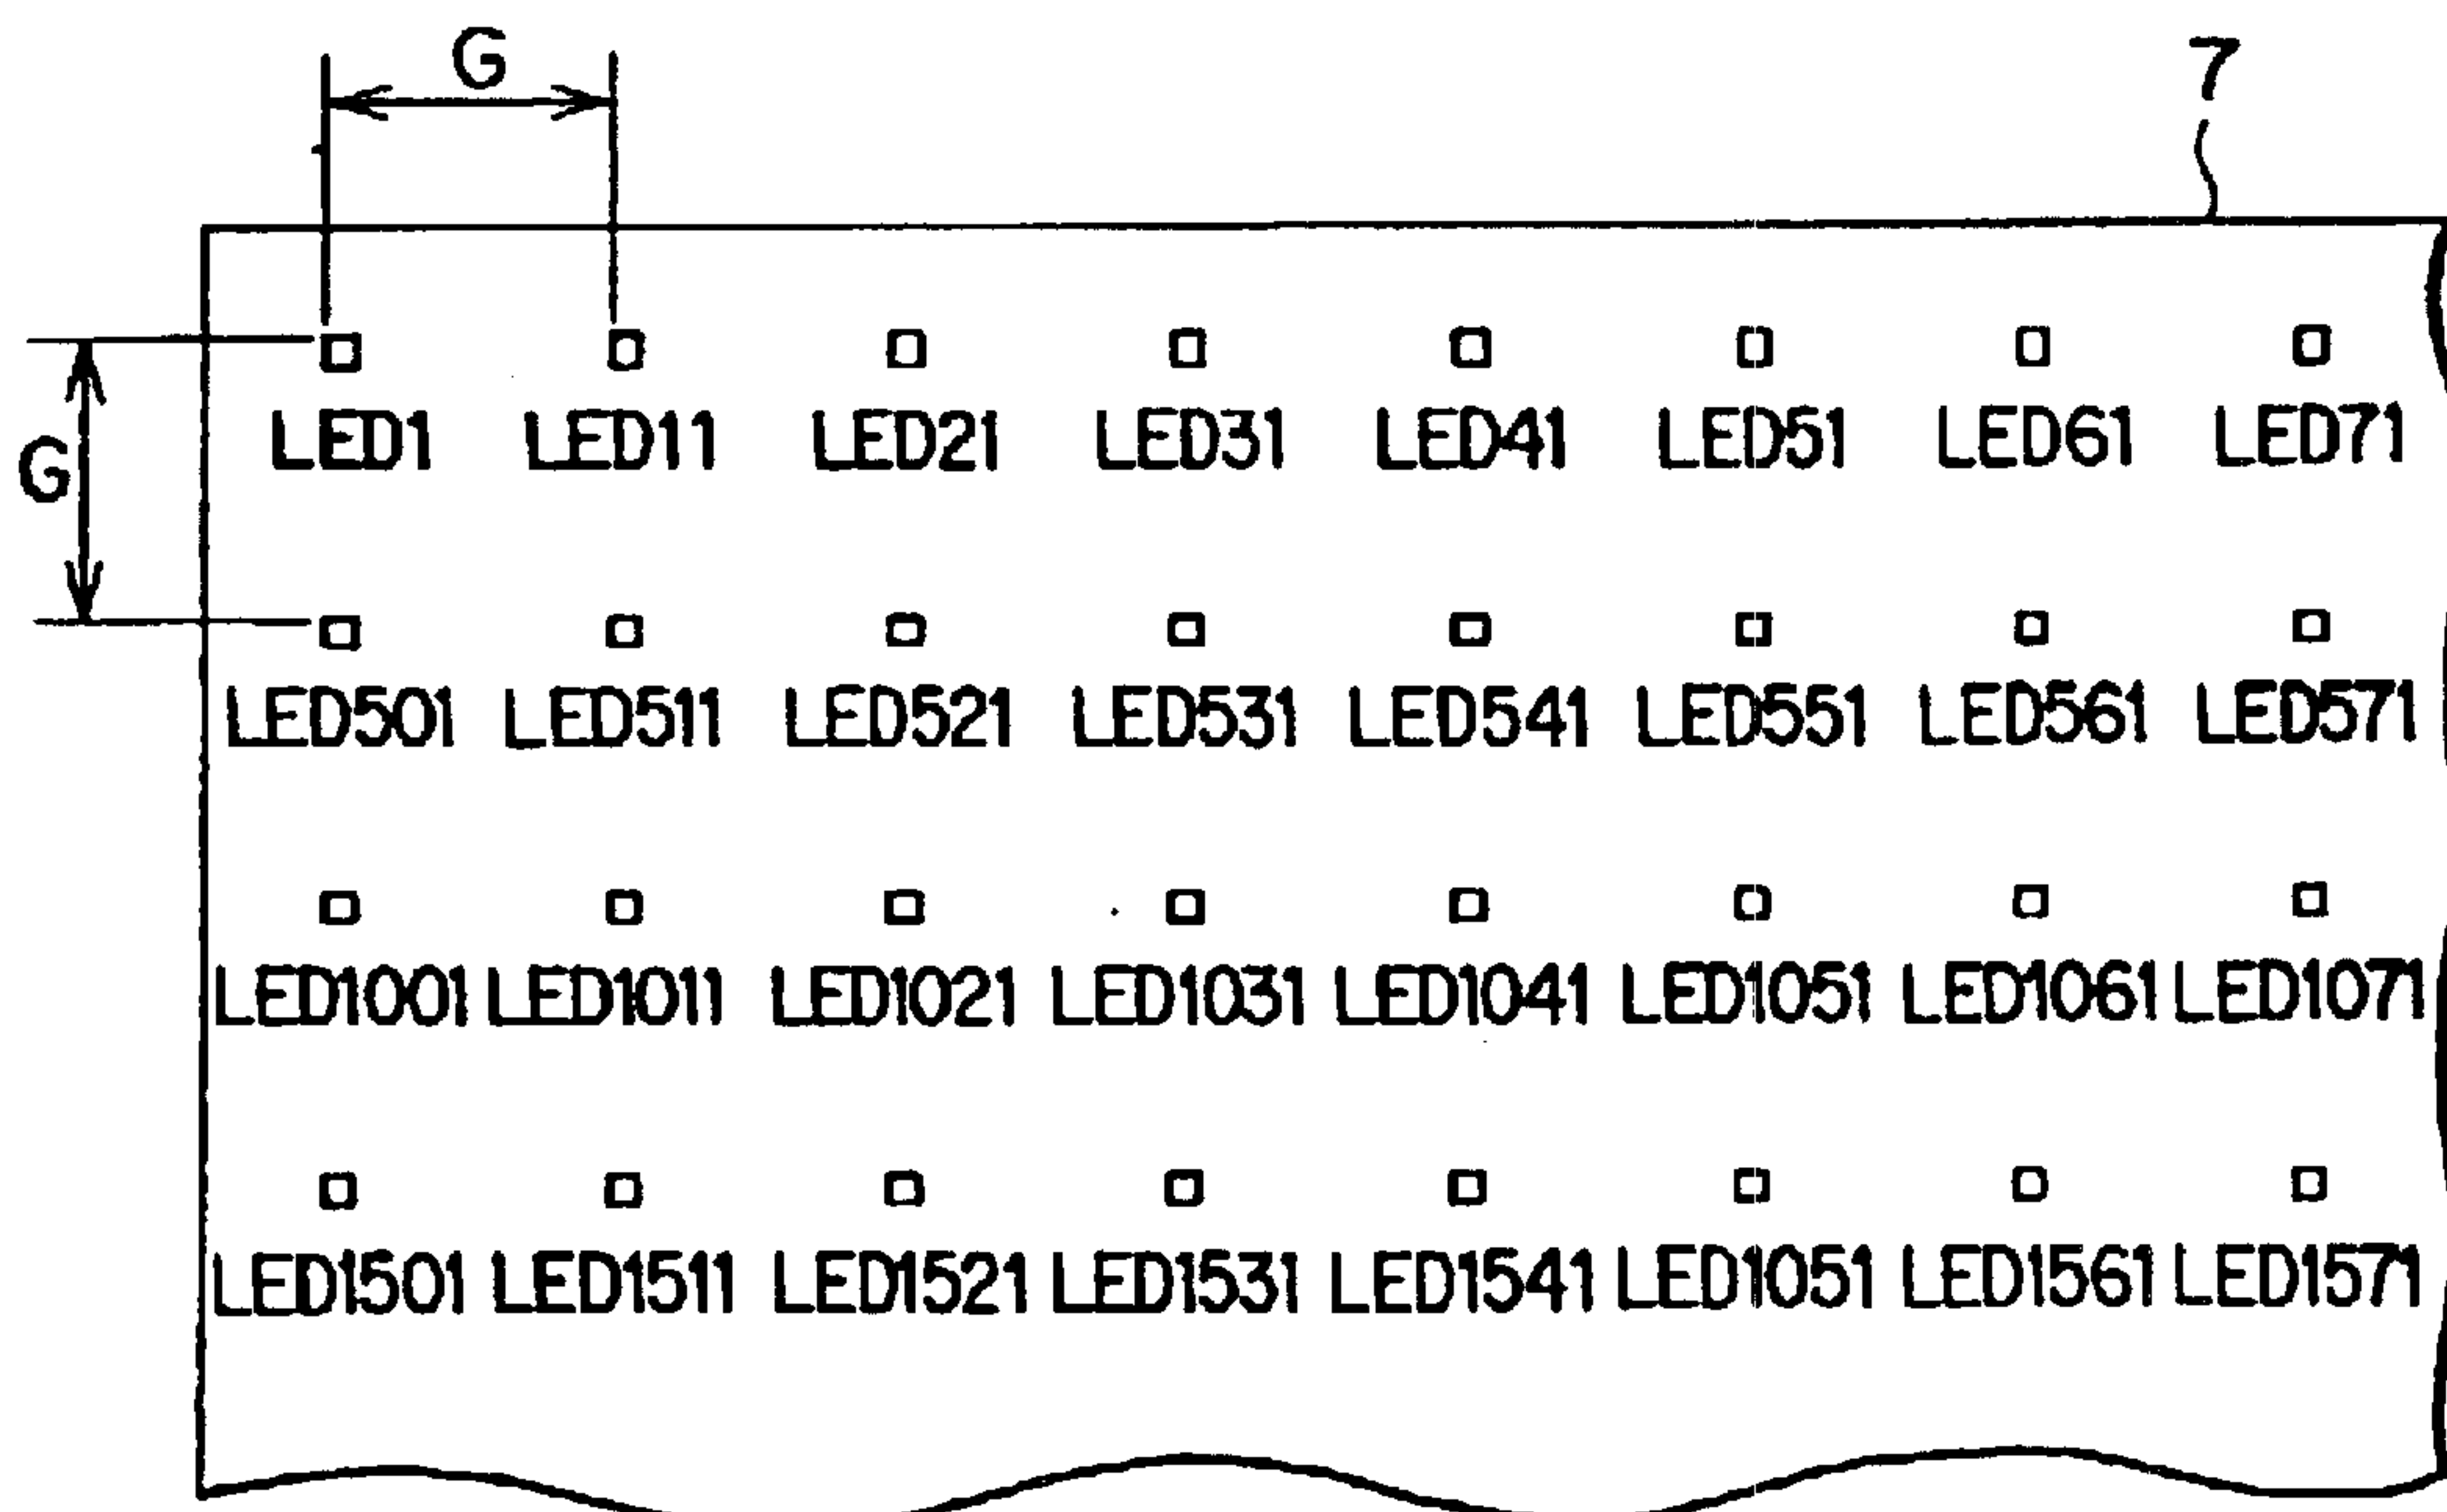 G 7
LED1 LED11 LED21 LED31 LED41 LED51 LED61 LED71
G
LED501 LED511 LED521 LED531 LED541 LED551 LED561 LED571
LED1001 LED1011 LED1021 LED1031 LED1041 LED1051 LED1061 LED1071
LED1501 LED1511 LED1521 LED1531 LED1541 LED1051 LED1561 LED1571